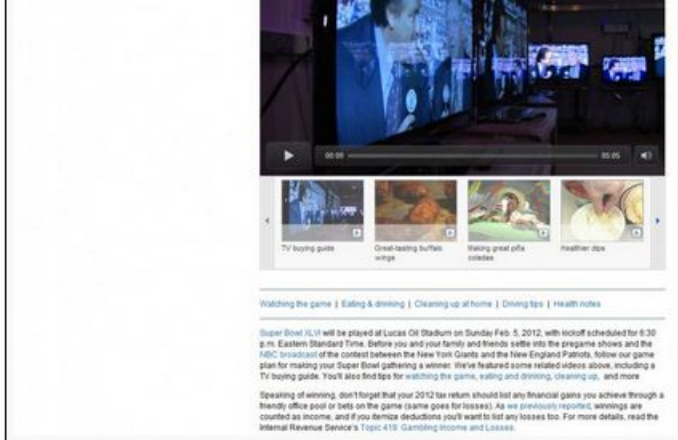 00:00
05:05
TV buying guide
Great-tasting buffalo
wings
Making great piña
coladas
Healthier dips
Watching the game | Eating & drinking | Cleaning up at home | Driving tips | Health notes
Super Bowl XLVI will be played at Lucas Oil Stadium on Sunday Feb. 5, 2012, with kickoff scheduled for 6:30
p.m. Eastern Standard Time. Before you and your family and friends settle into the pregame shows and the
NBC broadcast of the contest between the New York Giants and the New England Patriots, follow our game
plan for making your Super Bowl gathering a winner. We've featured some related videos above, including a
TV buying guide. You'll also find tips for watching the game, eating and drinking, cleaning up, and more
Speaking of winning, don't forget that your 2012 tax return should list any financial gains you achieve through a
friendly office pool or bets on the game (same goes for losses). As we previously reported, winnings are
counted as income, and if you itemize deductions you'll want to list any losses too. For more details, read the
Internal Revenue Service's Topic 419 Gambling Income and Losses.